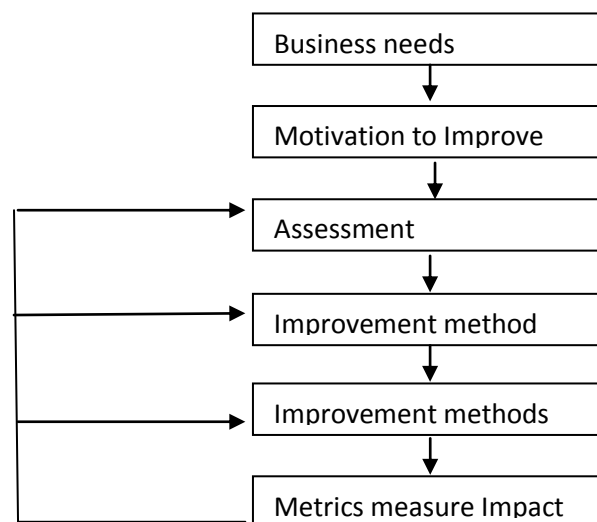 Business needs
Motivation to Improve
Assessment
Improvement method
Improvement methods
Metrics measure Impact